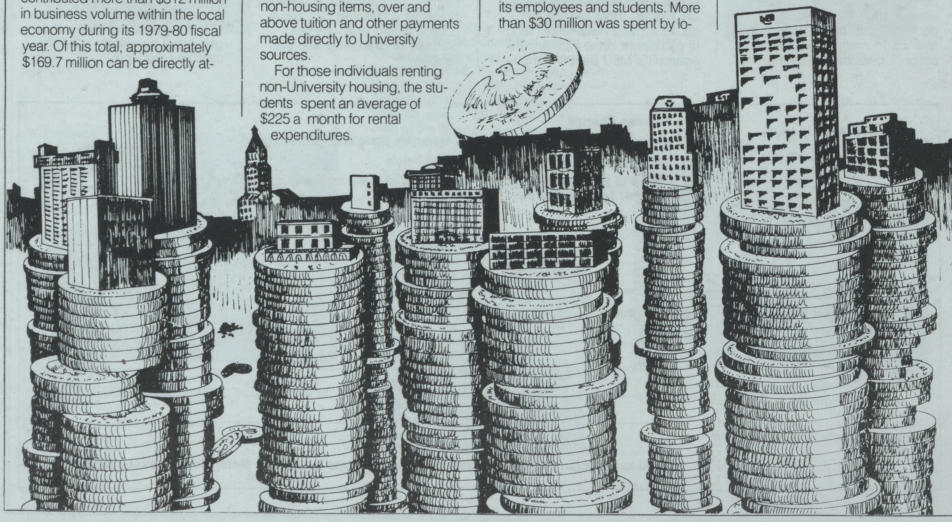 contributed more than $312 million
in business volume within the local
economy during its 1979-80 fiscal
year. Of this total, approximately
$169.7 million can be directly at-
non-housing items, over and
above tuition and other payments
made directly to University
sources.
For those individuals renting
non-University housing, the stu-
dents spent an average of
$225 a month for rental
expenditures.
its employees and students. More
than $30 million was spent by lo-